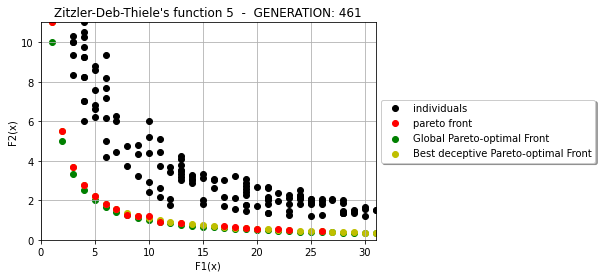 Zitzler-Deb-Thiele's function 5 - GENERATION: 461
10
8
6
4
2
0
F2(x)
0 5 10 15 20 25 30
F1(x)
individuals
pareto front
Global Pareto-optimal Front
Best deceptive Pareto-optimal Front